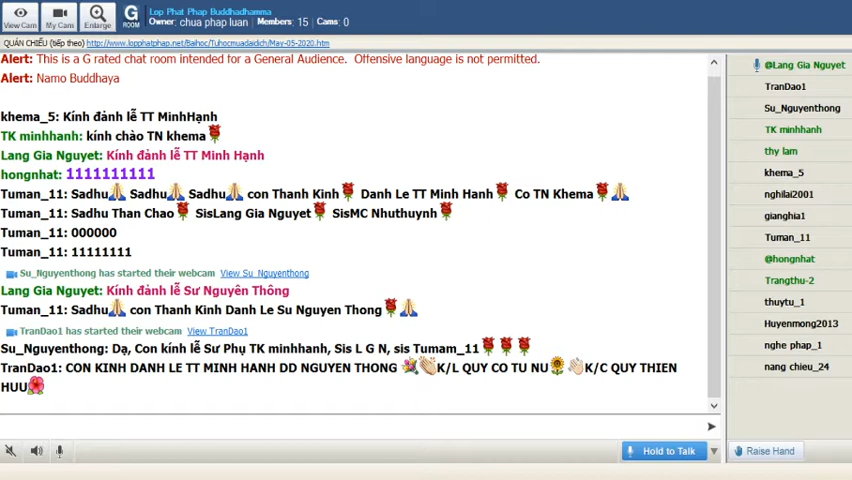 View Cam
My Cam
Enlarge
G
ROOM
Lop Phat Phap Buddhadhamma
Owner: chua phap luan Members: 15 Cams: 0
QUÁN CHIẾU (tiếp theo) http://www.lopphatphap.net/Baihoc/Tuhocmuadaidich/May-05-2020.htm
Alert: This is a G rated chat room intended for a General Audience. Offensive language is not permitted.
Alert: Namo Buddhaya
khema_5: Kính đảnh lễ TT MinhHạnh
TK minhhanh: kính chào TN khema
Lang Gia Nguyet: Kính đảnh lễ TT Minh Hạnh
hongnhat: 1111111111
Tuman_11: Sadhu Sadhu Sadhu con Thanh Kinh Danh Le TT Minh Hanh Co TN Khema
Tuman_11: Sadhu Than Chao SisLang Gia Nguyet SisMC Nhuthuynh
Tuman_11: 000000
Tuman_11: 11111111
Su_Nguyenthong has started their webcam View Su_Nguyenthong
Lang Gia Nguyet: Kính đảnh lễ Sư Nguyên Thông
Tuman_11: Sadhu con Thanh Kinh Danh Le Su Nguyen Thong
TranDao1 has started their webcam View TranDao1
Su_Nguyenthong: Dạ, Con kính lễ Sư Phụ TK minhhanh, Sis L G N, sis Tumam_11
TranDao1: CON KINH DANH LE TT MINH HANH DD NGUYEN THONG K/L QUY CO TU NU K/C QUY THIEN
HUU
@Lang Gia Nguyet
TranDao1
Su_Nguyenthong
TK minhhanh
thy lam
khema_5
nghilai2001
gianghia1
Tuman_11
@hongnhat
Trangthu-2
thuytu_1
Huyenmong2013
nghe phap_1
nang chieu_24
Hold to Talk
Raise Hand